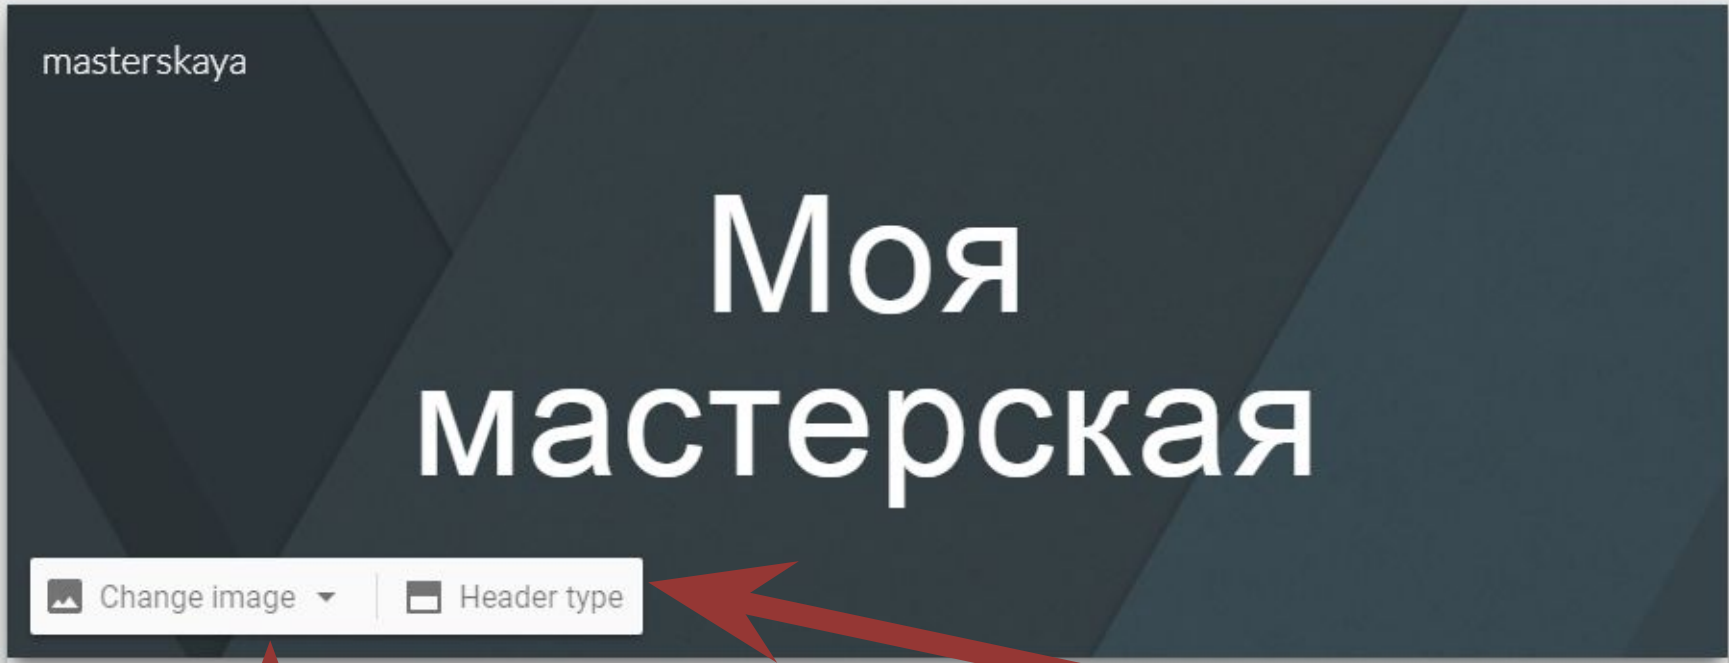 masterskaya
Моя
мастерская
Change image
Header type